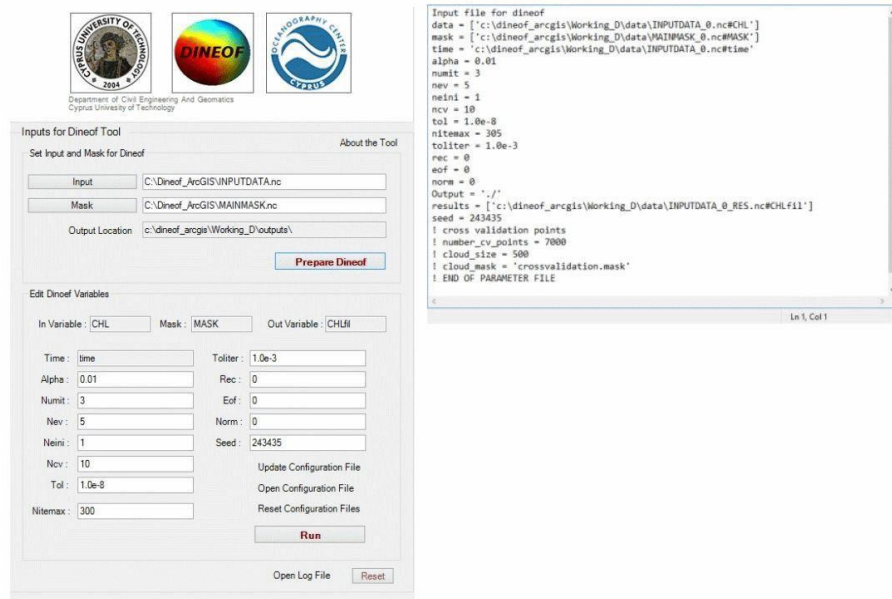 CYPRUS UNIVERSITY OF TECHNOLOGY
2004
DINEOF
OCEANOGRAPHY CENTER
CYPRUS
Department of Civil Engineering And Geomatics
Cyprus Univesity of Technology
Inputs for Dineof Tool
About the Tool
Set Input and Mask for Dineof
Input C:\Dineof_ArcGIS\INPUTDATA.nc
Mask C:\Dineof_ArcGIS\MAINMASK.nc
Output Location c:\dineof_arcgis\Working_D\outputs\
Prepare Dineof
Edit Dinoef Variables
In Variable : CHL Mask : MASK Out Variable : CHLfil
Time : time Toliter : 1.0e-3
Alpha : 0.01 Rec : 0
Numit : 3 Eof : 0
Nev : 5 Norm : 0
Neini : 1 Seed : 243435
Ncv : 10 Update Configuration File
Tol : 1.0e-8 Open Configuration File
Nitemax : 300 Reset Configuration Files
Run
Open Log File Reset
Input file for dineof
data = ['c:\dineof_arcgis\Working_D\data\INPUTDATA_0.nc#CHL']
mask = ['c:\dineof_arcgis\Working_D\data\MAINMASK_0.nc#MASK']
time = 'c:\dineof_arcgis\Working_D\data\INPUTDATA_0.nc#time'
alpha = 0.01
numit = 3
nev = 5
neini = 1
ncv = 10
tol = 1.0e-8
nitemax = 305
toliter = 1.0e-3
rec = 0
eof = 0
norm = 0
Output = './'
results = ['c:\dineof_arcgis\Working_D\data\INPUTDATA_0_RES.nc#CHLfil']
seed = 243435
! cross validation points
! number_cv_points = 7000
! cloud_size = 500
! cloud_mask = 'crossvalidation.mask'
! END OF PARAMETER FILE
Ln 1, Col 1